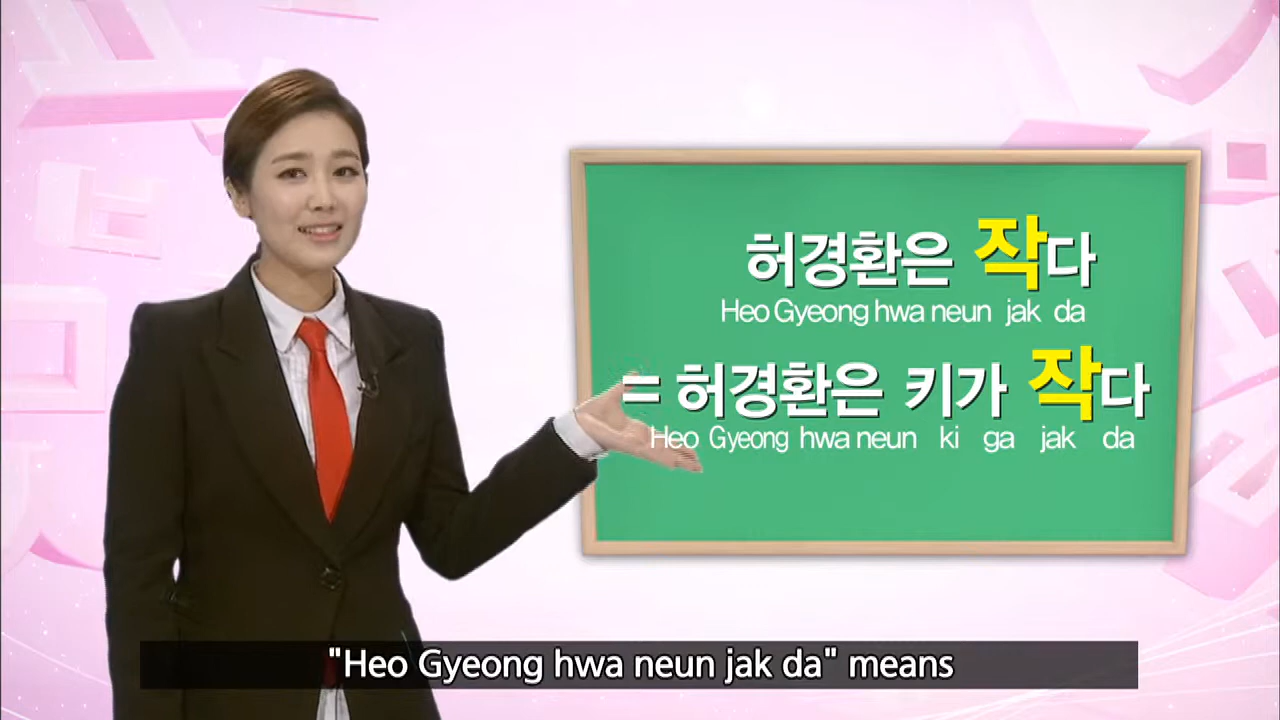 허경환은 작다
Heo Gyeong hwa neun jak da
= 허경환은 키가 작다
Heo Gyeong hwa neun ki ga jak da
"Heo Gyeong hwa neun jak da" means